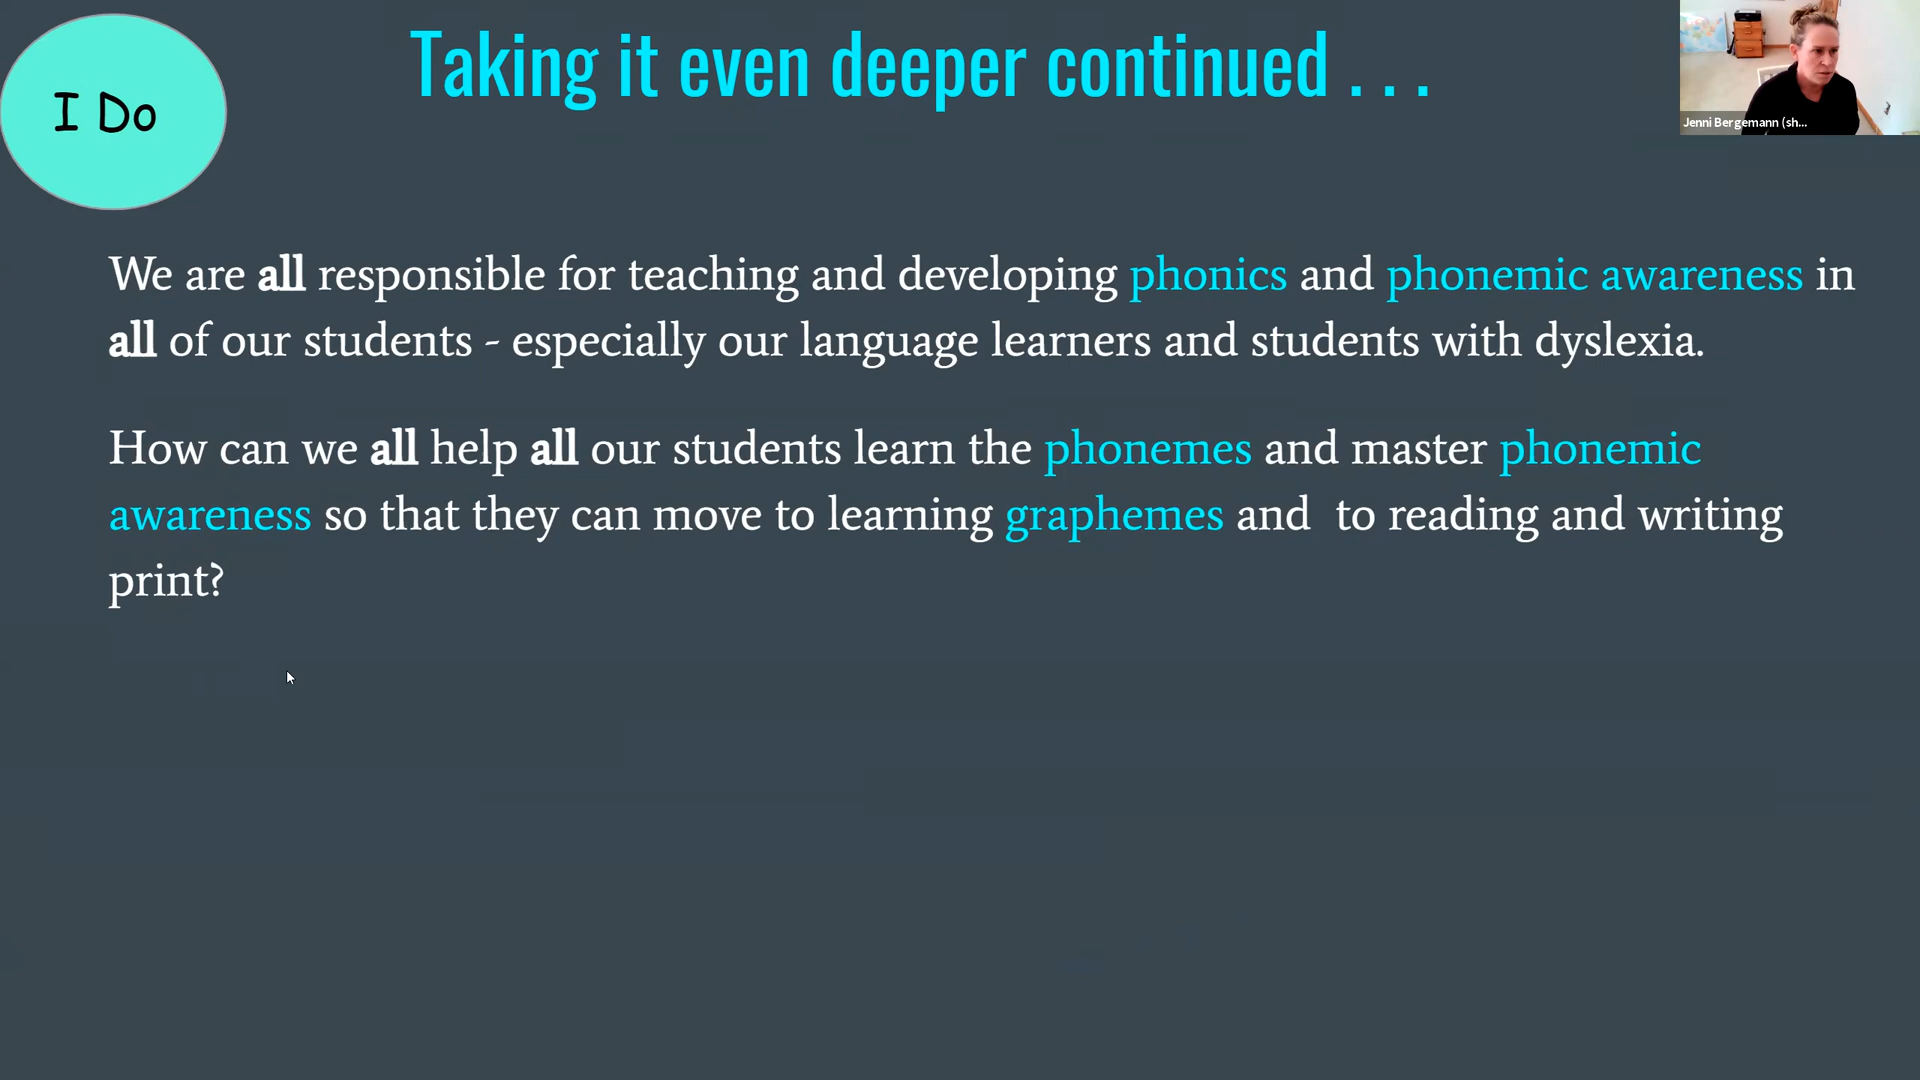 I Do
Taking it even deeper continued . . .
Jenni Bergemann (sh...
We are all responsible for teaching and developing phonics and phonemic awareness in
all of our students - especially our language learners and students with dyslexia.
How can we all help all our students learn the phonemes and master phonemic
awareness so that they can move to learning graphemes and  to reading and writing
print?